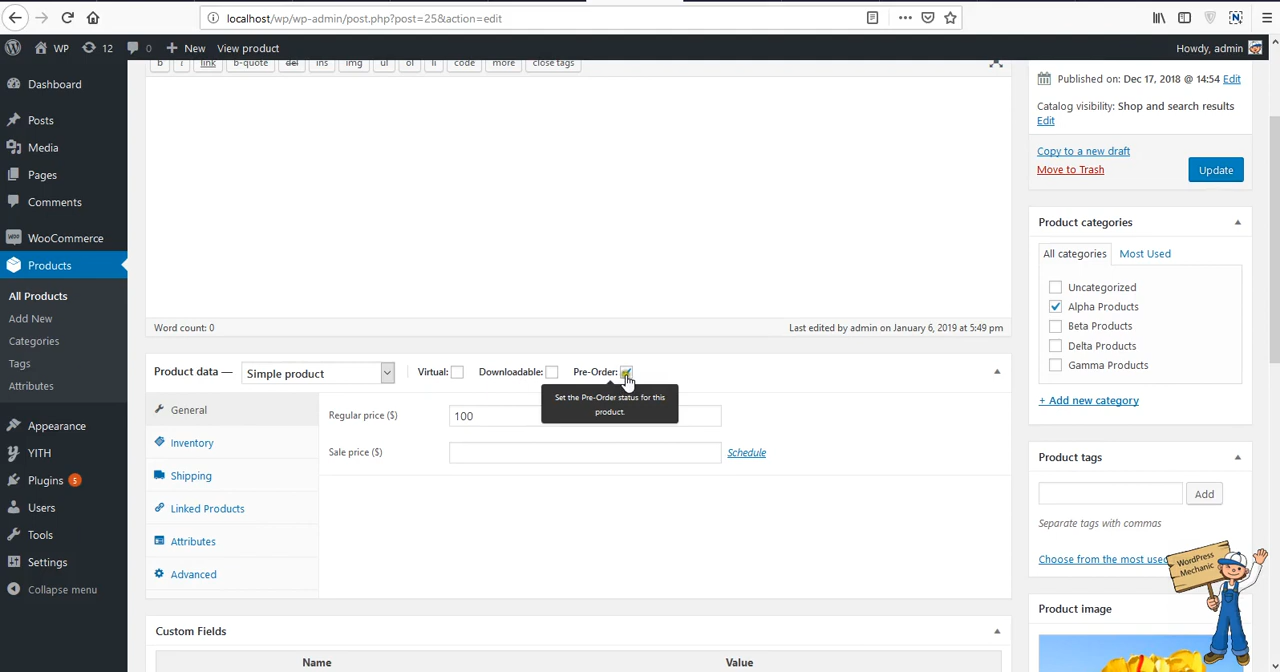 localhost/wp/wp-admin/post.php?post=25&action=edit
WP 12 0 New View product Howdy, admin
b i link b-quote del ins img ul ol li code more close tags
Dashboard
Posts
Media
Pages
Comments
WooCommerce
Products
All Products
Add New
Categories
Tags
Attributes
Appearance
YITH
Plugins 5
Users
Tools
Settings
Collapse menu
Word count: 0 Last edited by admin on January 6, 2019 at 5:49 pm
Product data — Simple product Virtual: Downloadable: Pre-Order:
Set the Pre-Order status for this
product.
General
Inventory
Shipping
Linked Products
Attributes
Advanced
Regular price ($) 100
Sale price ($) Schedule
Custom Fields
Name Value
Published on: Dec 17, 2018 @ 14:54 Edit
Catalog visibility: Shop and search results
Edit
Copy to a new draft
Move to Trash
Update
Product categories
All categories Most Used
Uncategorized
Alpha Products
Beta Products
Delta Products
Gamma Products
+ Add new category
Product tags
Add
Separate tags with commas
Choose from the most used
WordPress
Mechanic
Product image